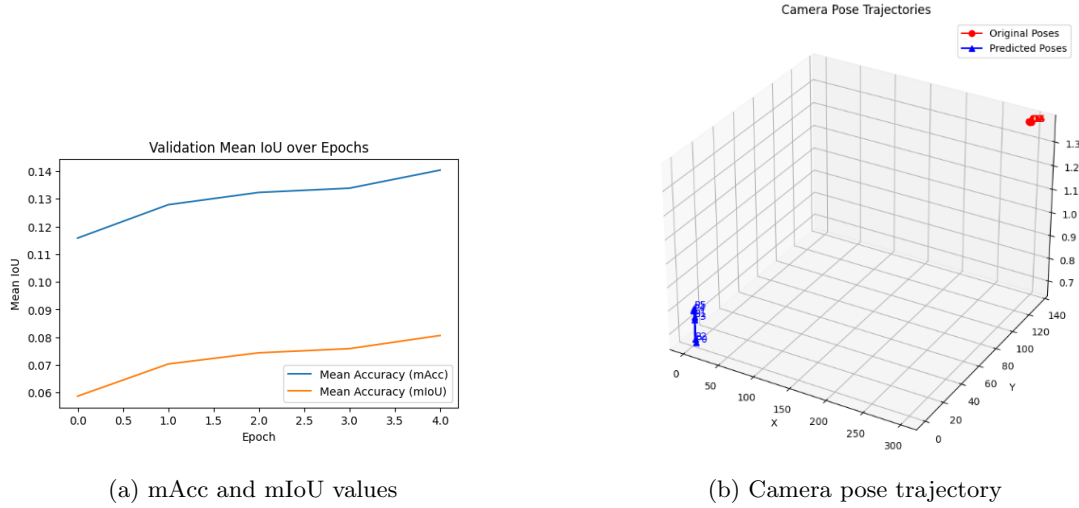 Validation Mean IoU over Epochs
0.14
0.13
0.12
0.11
0.10
0.09
0.08
0.07
0.06
Mean IoU
Mean Accuracy (mAcc)
Mean Accuracy (mIoU)
0.0 0.5 1.0 1.5 2.0 2.5 3.0 3.5 4.0
Epoch
(a) mAcc and mIoU values
Camera Pose Trajectories
Original Poses
Predicted Poses
1.3
1.2
1.1
1.0
0.9
0.8
0.7
0 50 100 150 200 250 300
X
0 20 40 60 80 100 120 140
Y
(b) Camera pose trajectory